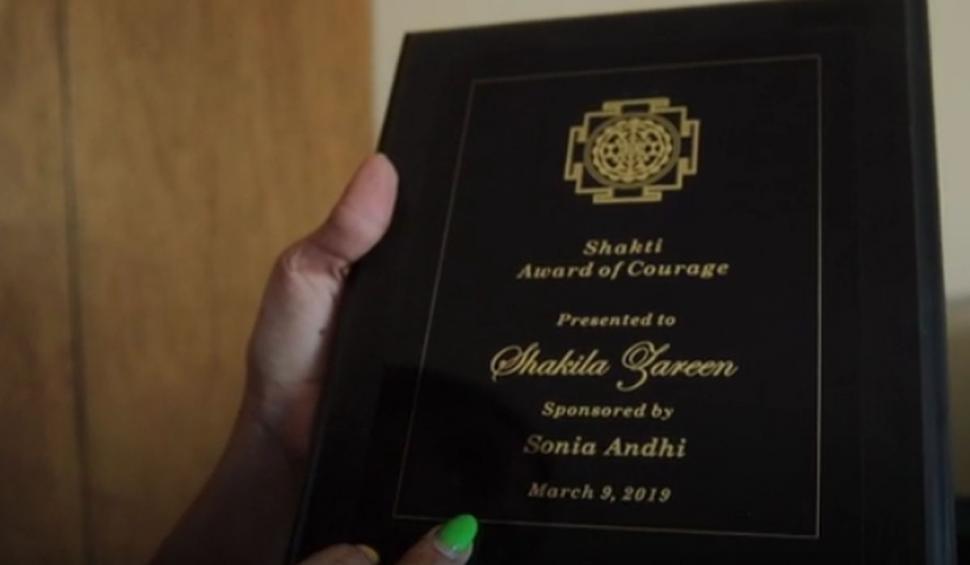 Shakti
Award of Courage
Presented to
Shakila Zareen
Sponsored by
Sonia Andhi
March 9, 2019